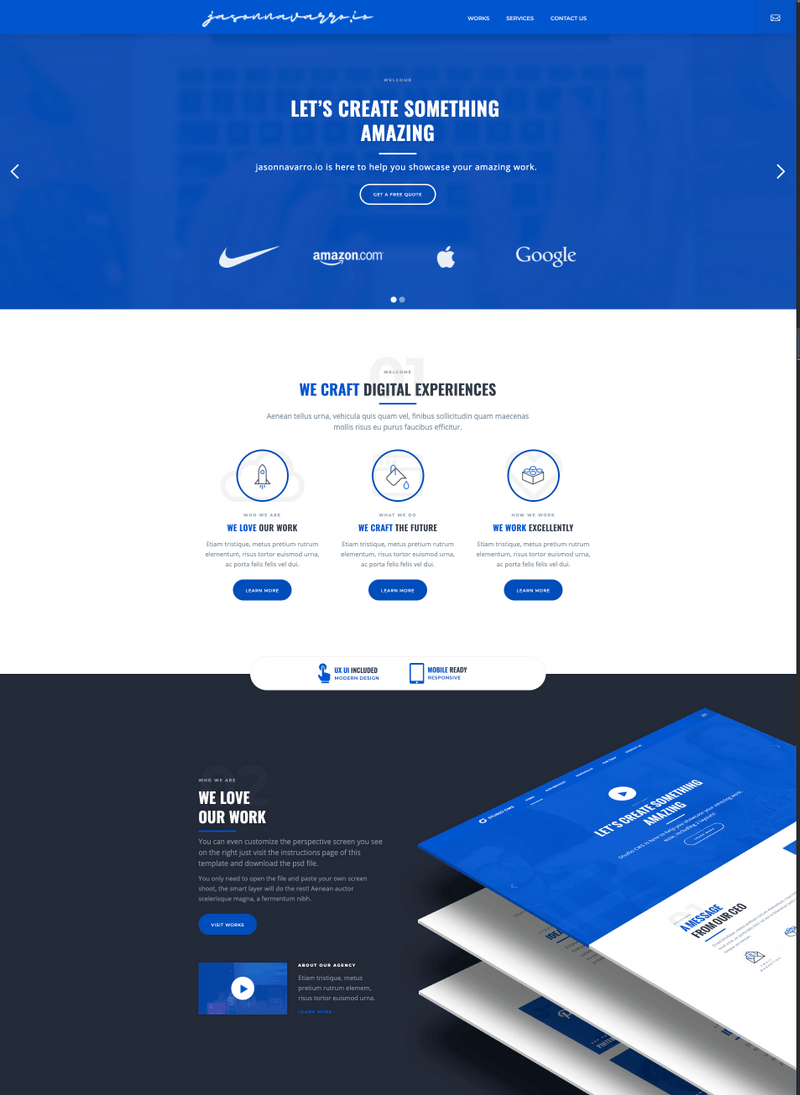 jasonnavarro.io
WORKS SERVICES CONTACT US
WELCOME
LET'S CREATE SOMETHING
AMAZING
jasonnavarro.io is here to help you showcase your amazing work.
GET A FREE QUOTE
amazon.com
Google
01
WELCOME
WE CRAFT DIGITAL EXPERIENCES
Aenean tellus urna, vehicula quis quam vel, finibus sollicitudin quam maecenas
mollis risus eu purus faucibus efficitur.
WHO WE ARE
WE LOVE OUR WORK
Etiam tristique, metus pretium rutrum
elementum, risus tortor euismod urna,
ac porta felis felis vel dui.
LEARN MORE
WHAT WE DO
WE CRAFT THE FUTURE
Etiam tristique, metus pretium rutrum
elementum, risus tortor euismod urna,
ac porta felis felis vel dui.
LEARN MORE
HOW WE WORK
WE WORK EXCELLENTLY
Etiam tristique, metus pretium rutrum
elementum, risus tortor euismod urna,
ac porta felis felis vel dui.
LEARN MORE
UX UI INCLUDED
MODERN DESIGN
MOBILE READY
RESPONSIVE
02
WHO WE ARE
WE LOVE
OUR WORK
You can even customize the perspective screen you see
on the right just visit the instructions page of this
template and download the psd file.
You only need to open the file and paste your own screen
shoot, the smart layer will do the rest! Aenean auctor
scelerisque magna, a fermentum nibh.
VISIT WORKS
ABOUT OUR AGENCY
Etiam tristique, metus
pretium rutrum elemem,
risus tortor euismod urna.
LEARN MORE
LET'S CREATE SOMETHING
AMAZING
A MESSAGE
FROM OUR CEO